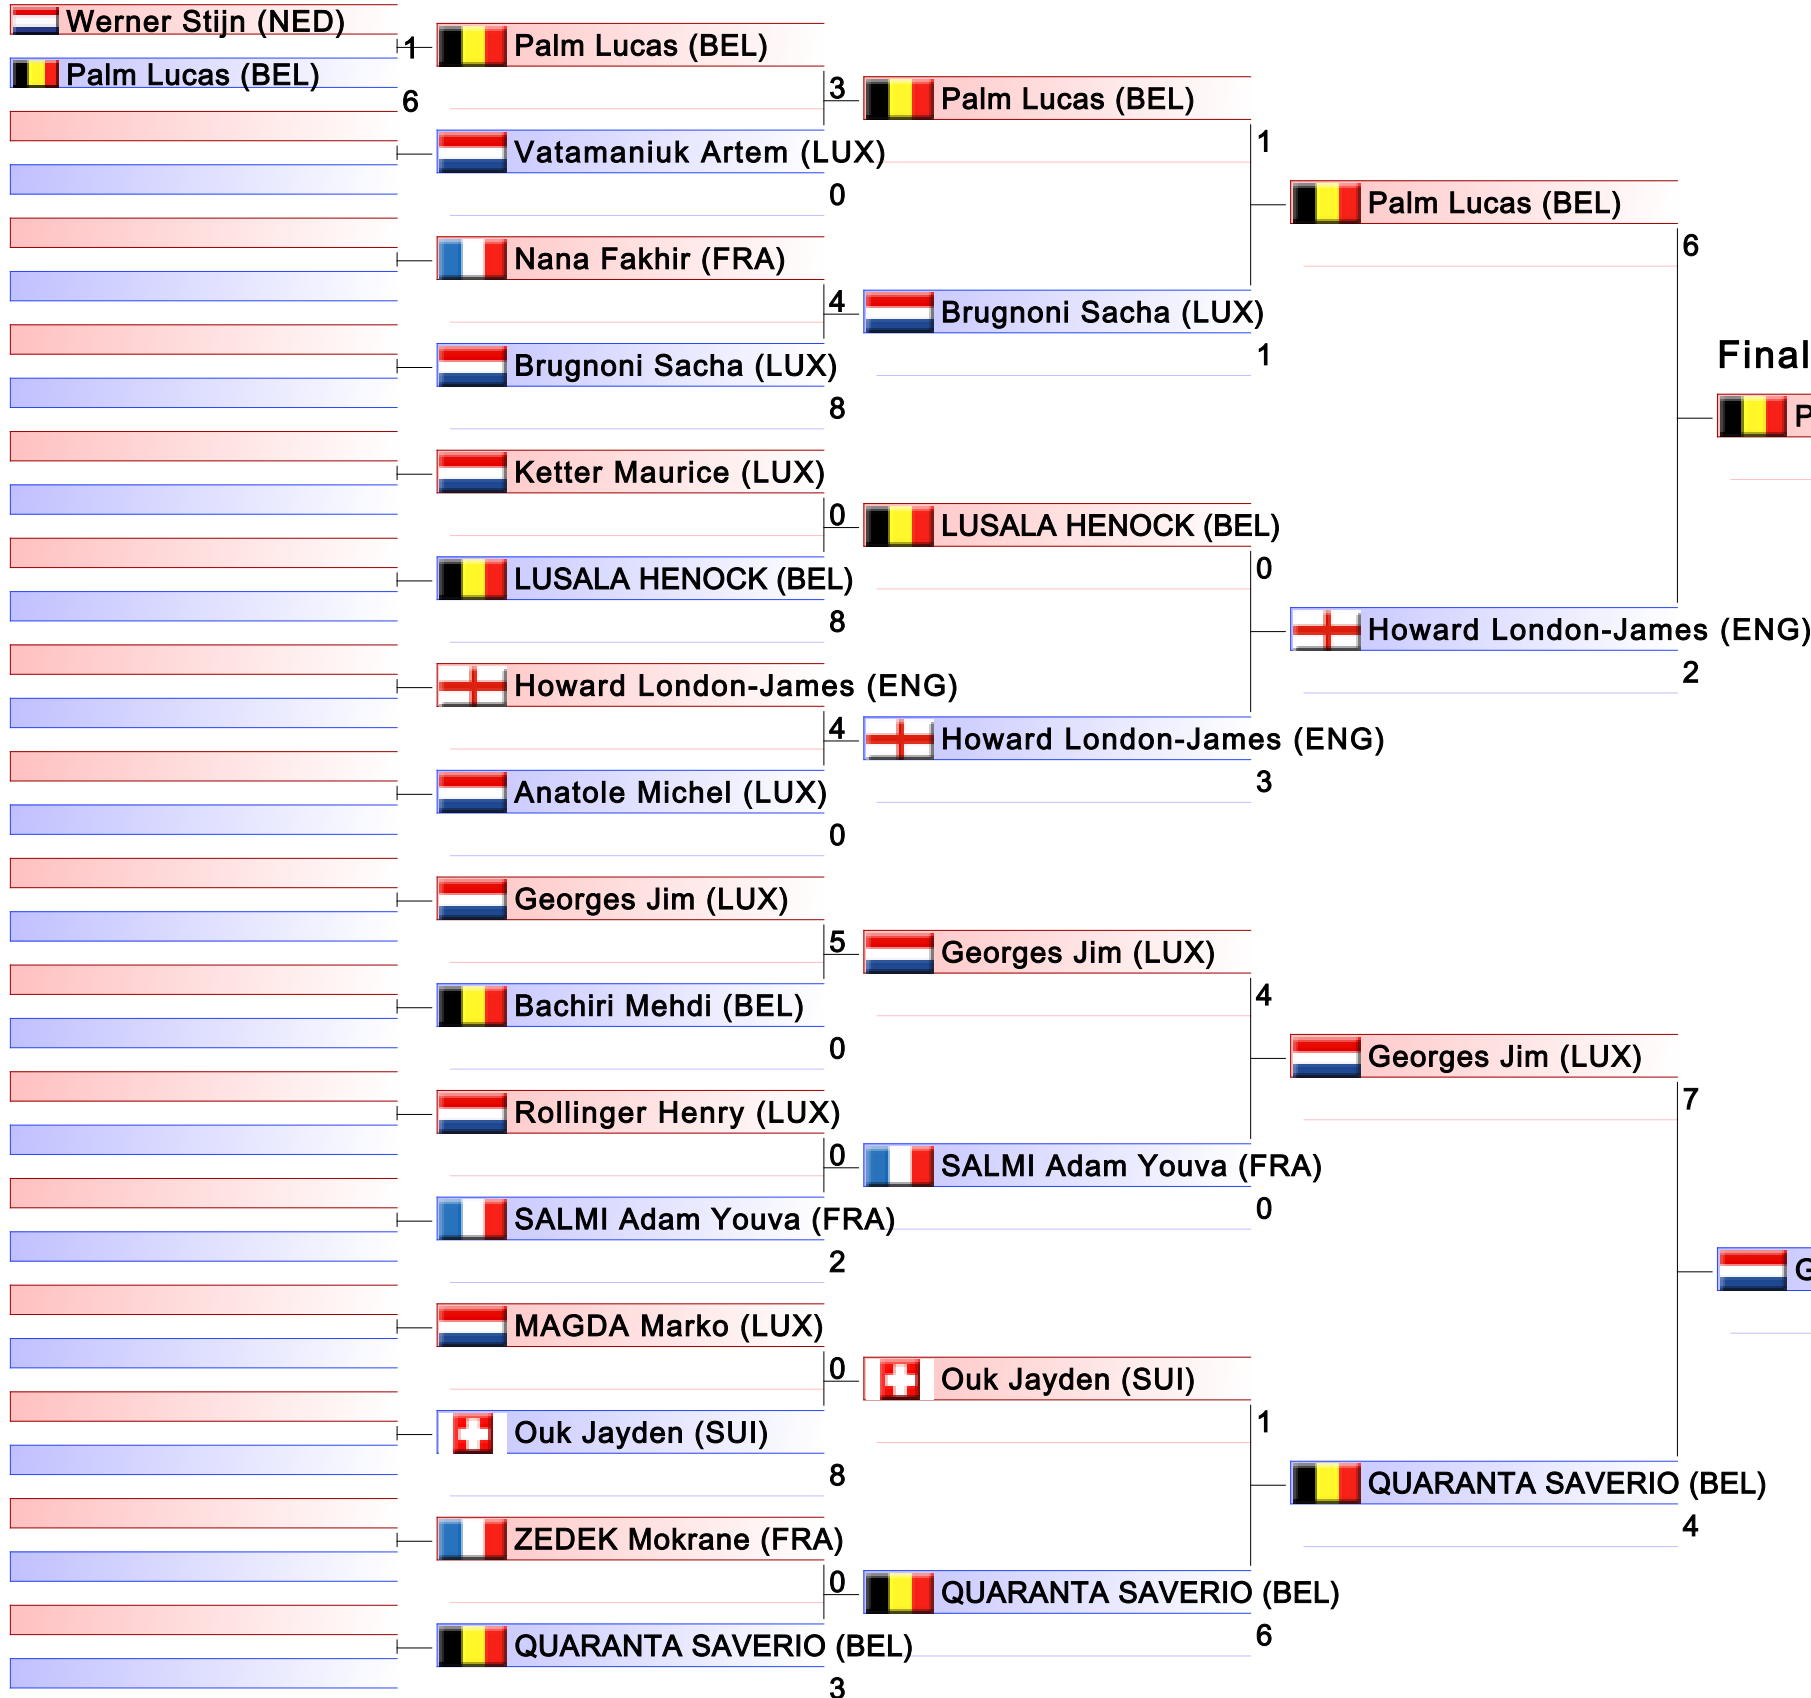 Werner Stijn (NED)
1
Palm Lucas (BEL)
6
Palm Lucas (BEL)
3
Vatamaniuk Artem (LUX)
0
Nana Fakhir (FRA)
4
Brugnoni Sacha (LUX)
8
Ketter Maurice (LUX)
0
LUSALA HENOCK (BEL)
8
Howard London-James (ENG)
4
Anatole Michel (LUX)
0
Georges Jim (LUX)
5
Bachiri Mehdi (BEL)
0
Rollinger Henry (LUX)
0
SALMI Adam Youva (FRA)
2
MAGDA Marko (LUX)
0
Ouk Jayden (SUI)
8
ZEDEK Mokrane (FRA)
0
QUARANTA SAVERIO (BEL)
3
Palm Lucas (BEL)
1
Brugnoni Sacha (LUX)
1
LUSALA HENOCK (BEL)
0
Howard London-James (ENG)
3
Georges Jim (LUX)
4
SALMI Adam Youva (FRA)
0
Ouk Jayden (SUI)
1
QUARANTA SAVERIO (BEL)
6
Palm Lucas (BEL)
6
Howard London-James (ENG)
2
Georges Jim (LUX)
7
QUARANTA SAVERIO (BEL)
4
Final